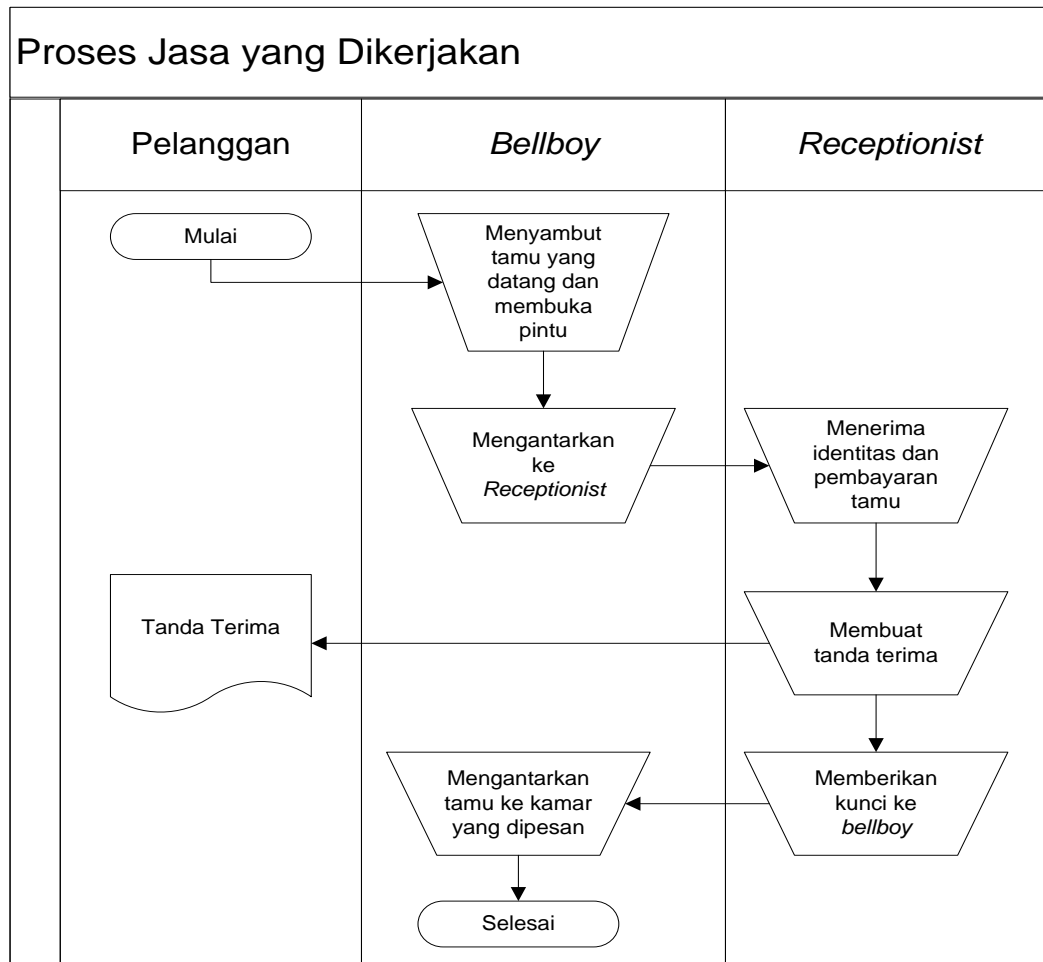 Proses Jasa yang Dikerjakan
Pelanggan
Bellboy
Receptionist
Mulai
Menyambut
tamu yang
datang dan
membuka
pintu
Mengantarkan
ke
Receptionist
Menerima
identitas dan
pembayaran
tamu
Tanda Terima
Membuat
tanda terima
Mengantarkan
tamu ke kamar
yang dipesan
Memberikan
kunci ke
bellboy
Selesai